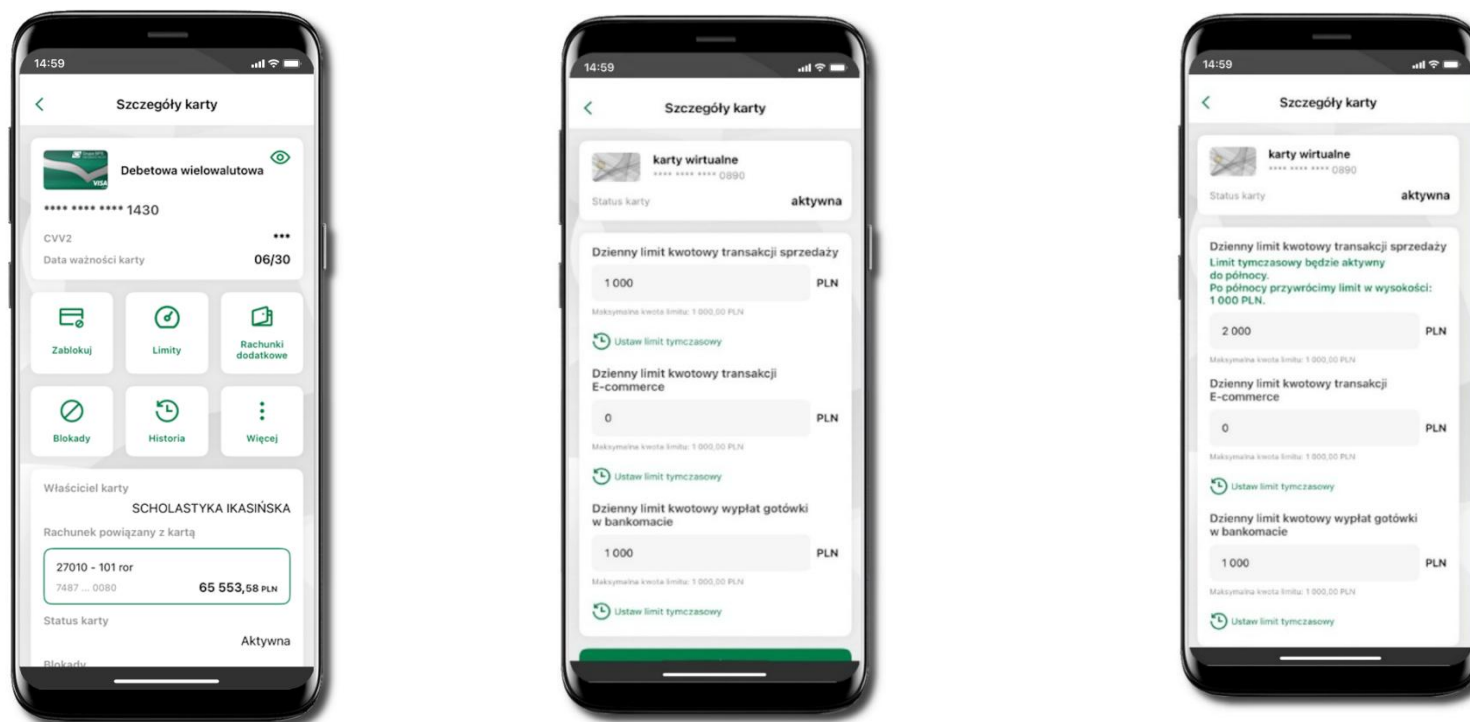 14:59
Szczegóły karty
Debetowa wielowalutowa
VISA
**** **** **** 1430
CVV2 ***
Data ważności karty 06/30
Zablokuj
Limity
Rachunki
dodatkowe
Blokady
Historia
Więcej
Właściciel karty
SCHOLASTYKA IKASIŃSKA
Rachunek powiązany z kartą
27010 - 101 ror
7487 ... 0080 65 553,58 PLN
Status karty
Aktywna
Blokady
14:59
Szczegóły karty
karty wirtualne
**** **** **** 0890
Status karty aktywna
Dzienny limit kwotowy transakcji sprzedaży
1 000 PLN
Maksymalna kwota limitu: 1 000,00 PLN
Ustaw limit tymczasowy
Dzienny limit kwotowy transakcji
E-commerce
0 PLN
Maksymalna kwota limitu: 1 000,00 PLN
Ustaw limit tymczasowy
Dzienny limit kwotowy wypłat gotówki
w bankomacie
1 000 PLN
Maksymalna kwota limitu: 1 000,00 PLN
Ustaw limit tymczasowy
14:59
Szczegóły karty
karty wirtualne
**** **** **** 0890
Status karty aktywna
Dzienny limit kwotowy transakcji sprzedaży
Limit tymczasowy będzie aktywny
do północy.
Po północy przywrócimy limit w wysokości:
1 000 PLN.
2 000 PLN
Maksymalna kwota limitu: 1 000,00 PLN
Dzienny limit kwotowy transakcji
E-commerce
0 PLN
Maksymalna kwota limitu: 1 000,00 PLN
Ustaw limit tymczasowy
Dzienny limit kwotowy wypłat gotówki
w bankomacie
1 000 PLN
Maksymalna kwota limitu: 1 000,00 PLN
Ustaw limit tymczasowy